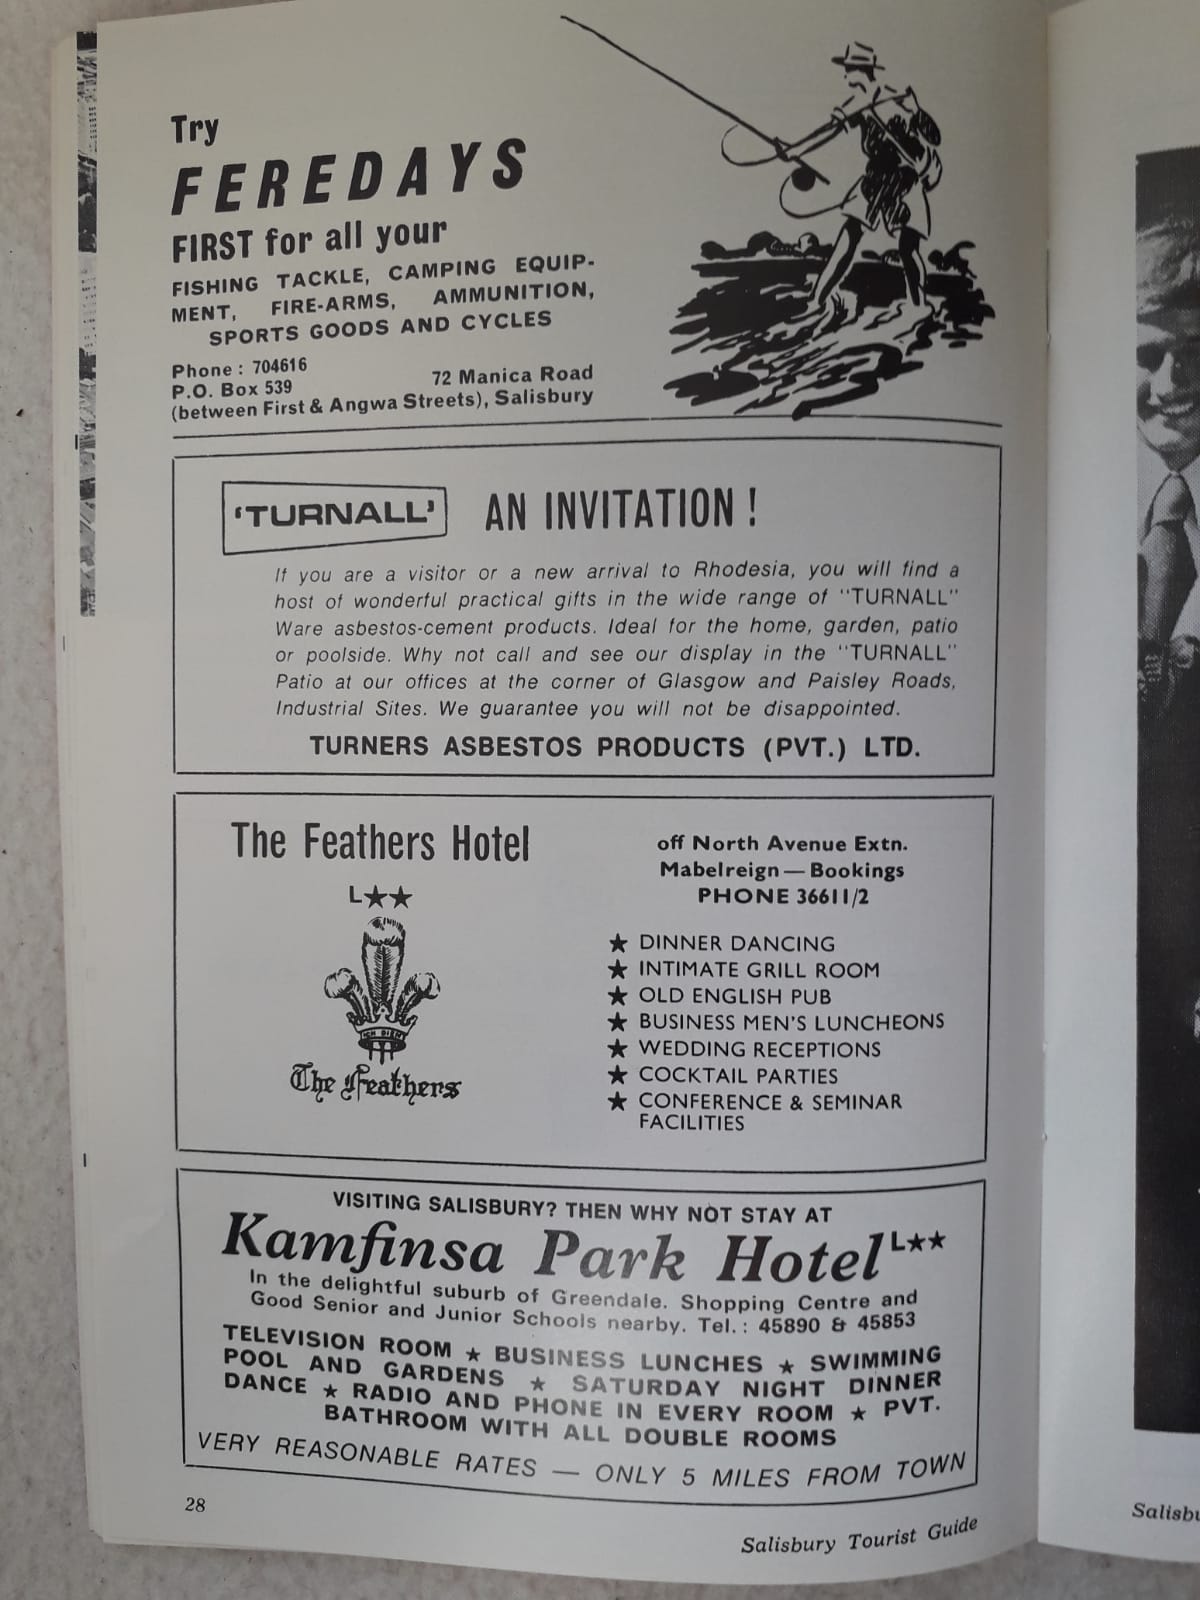 Try
FEREDAYS
FIRST for all your
FISHING TACKLE, CAMPING EQUIP-
MENT, FIRE-ARMS, AMMUNITION,
SPORTS GOODS AND CYCLES
Phone : 704616
P.O. Box 539
72 Manica Road
(between First & Angwa Streets), Salisbury
'TURNALL'
AN INVITATION !
If you are a visitor or a new arrival to Rhodesia, you will find a
host of wonderful practical gifts in the wide range of "TURNALL"
Ware asbestos-cement products. Ideal for the home, garden, patio
or poolside. Why not call and see our display in the "TURNALL"
Patio at our offices at the corner of Glasgow and Paisley Roads,
Industrial Sites. We guarantee you will not be disappointed.
TURNERS ASBESTOS PRODUCTS (PVT.) LTD.
The Feathers Hotel
L★★
ICH DIEN
The Feathers
off North Avenue Extn.
Mabelreign — Bookings
PHONE 36611/2
★ DINNER DANCING
★ INTIMATE GRILL ROOM
★ OLD ENGLISH PUB
★ BUSINESS MEN'S LUNCHEONS
★ WEDDING RECEPTIONS
★ COCKTAIL PARTIES
★ CONFERENCE & SEMINAR
FACILITIES
VISITING SALISBURY? THEN WHY NOT STAY AT
Kamfinsa Park Hotel L★★
In the delightful suburb of Greendale. Shopping Centre and
Good Senior and Junior Schools nearby. Tel. : 45890 & 45853
TELEVISION ROOM ★ BUSINESS LUNCHES ★ SWIMMING
POOL AND GARDENS ★ SATURDAY NIGHT DINNER
DANCE ★ RADIO AND PHONE IN EVERY ROOM ★ PVT.
BATHROOM WITH ALL DOUBLE ROOMS
VERY REASONABLE RATES — ONLY 5 MILES FROM TOWN
28
Salisbury Tourist Guide
Salisbu